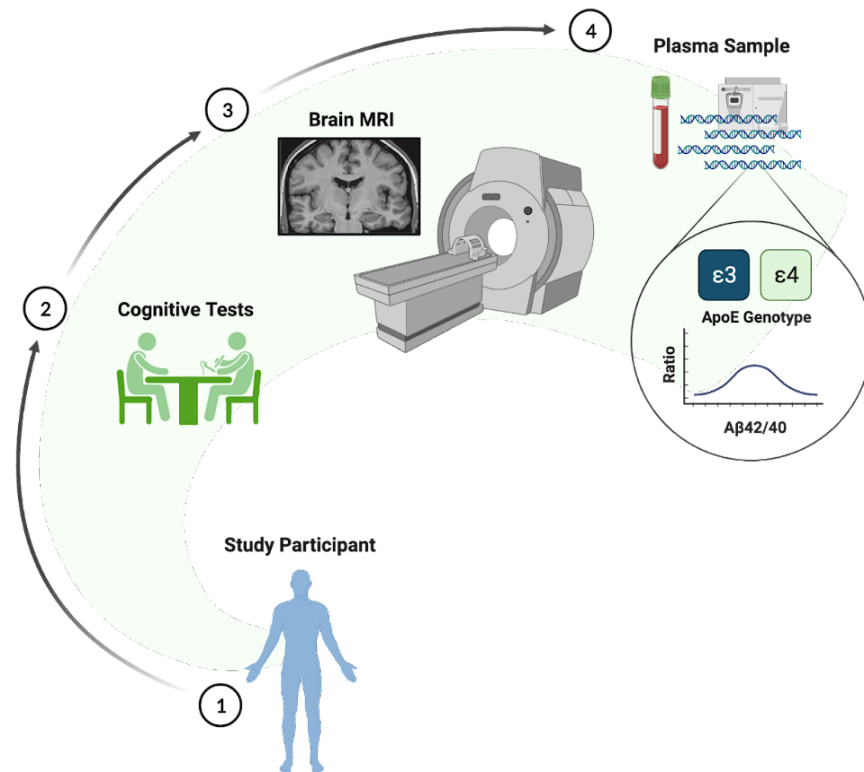 1
Study Participant
2
Cognitive Tests
3
Brain MRI
4
Plasma Sample
ε3
ε4
ApoE Genotype
Ratio
Aβ42/40